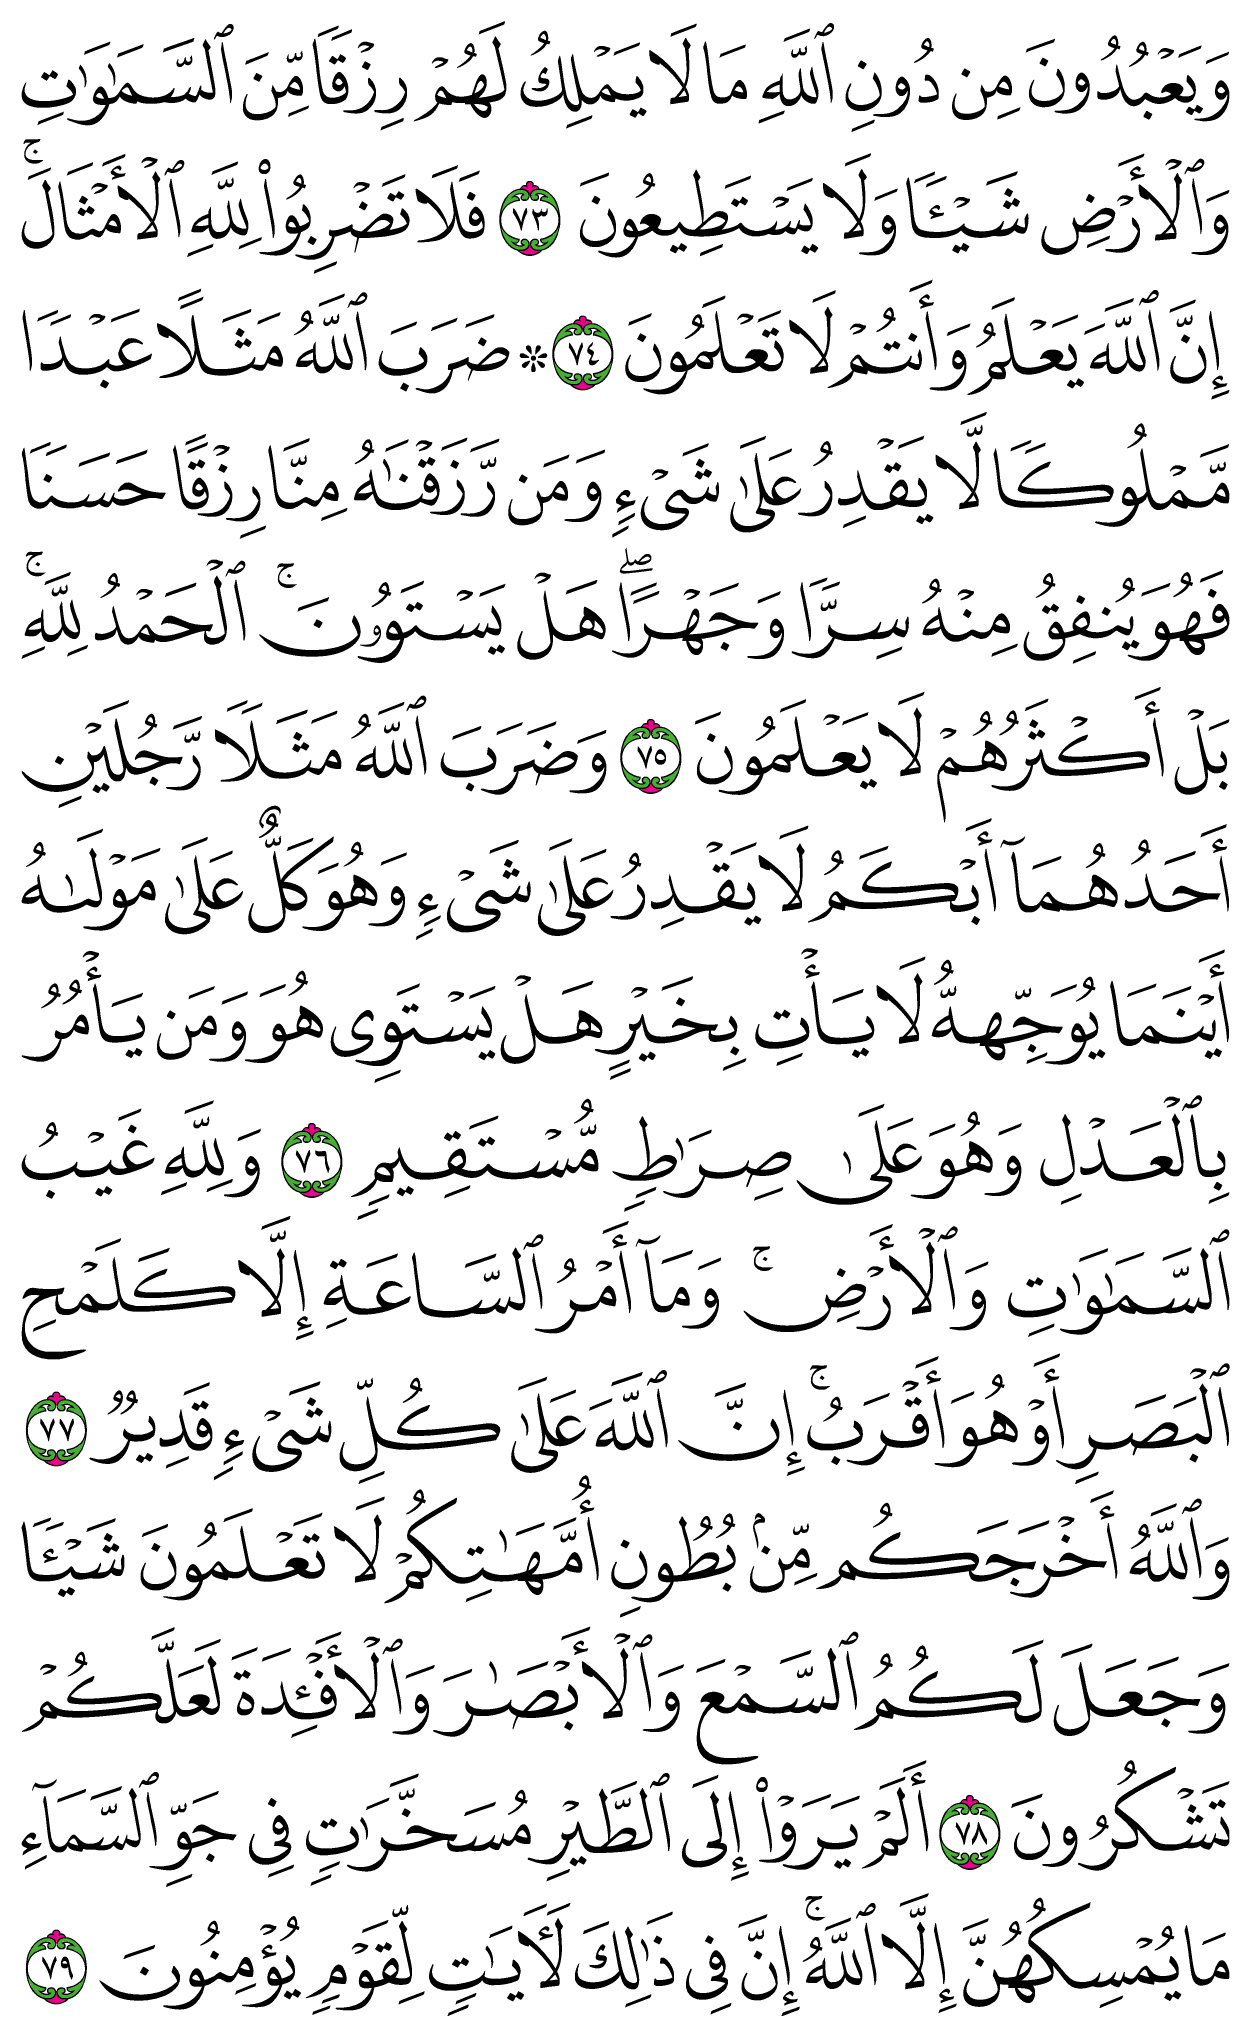 وَيَعۡبُدُونَ مِن دُونِ ٱللَّهِ مَا لَا يَمۡلِكُ لَهُمۡ رِزۡقٗا مِّنَ ٱلسَّمَٰوَٰتِ
وَٱلۡأَرۡضِ شَيۡـٔٗا وَلَا يَسۡتَطِيعُونَ ٧٣ فَلَا تَضۡرِبُواْ لِلَّهِ ٱلۡأَمۡثَالَۚ
إِنَّ ٱللَّهَ يَعۡلَمُ وَأَنتُمۡ لَا تَعۡلَمُونَ ٧٤ ۞ ضَرَبَ ٱللَّهُ مَثَلًا عَبۡدٗا
مَّمۡلُوكٗا لَّا يَقۡدِرُ عَلَىٰ شَيۡءٖ وَمَن رَّزَقۡنَٰهُ مِنَّا رِزۡقًا حَسَنٗا
فَهُوَ يُنفِقُ مِنۡهُ سِرّٗا وَجَهۡرًاۖ هَلۡ يَسۡتَوُۥنَۚ ٱلۡحَمۡدُ لِلَّهِۚ
بَلۡ أَكۡثَرُهُمۡ لَا يَعۡلَمُونَ ٧٥ وَضَرَبَ ٱللَّهُ مَثَلٗا رَّجُلَيۡنِ
أَحَدُهُمَآ أَبۡكَمُ لَا يَقۡدِرُ عَلَىٰ شَيۡءٖ وَهُوَ كَلٌّ عَلَىٰ مَوۡلَىٰهُ
أَيۡنَمَا يُوَجِّههُّ لَا يَأۡتِ بِخَيۡرٍ هَلۡ يَسۡتَوِي هُوَ وَمَن يَأۡمُرُ
بِٱلۡعَدۡلِ وَهُوَ عَلَىٰ صِرَٰطٖ مُّسۡتَقِيمٖ ٧٦ وَلِلَّهِ غَيۡبُ
ٱلسَّمَٰوَٰتِ وَٱلۡأَرۡضِۚ وَمَآ أَمۡرُ ٱلسَّاعَةِ إِلَّا كَلَمۡحِ
ٱلۡبَصَرِ أَوۡ هُوَ أَقۡرَبُۚ إِنَّ ٱللَّهَ عَلَىٰ كُلِّ شَيۡءٖ قَدِيرٞ ٧٧
وَٱللَّهُ أَخۡرَجَكُم مِّنۢ بُطُونِ أُمَّهَٰتِكُمۡ لَا تَعۡلَمُونَ شَيۡـٔٗا
وَجَعَلَ لَكُمُ ٱلسَّمۡعَ وَٱلۡأَبۡصَٰرَ وَٱلۡأَفۡـِٔدَةَ لَعَلَّكُمۡ
تَشۡكُرُونَ ٧٨ أَلَمۡ يَرَوۡاْ إِلَى ٱلطَّيۡرِ مُسَخَّرَٰتٖ فِي جَوِّ ٱلسَّمَآءِ
مَا يُمۡسِكُهُنَّ إِلَّا ٱللَّهُۚ إِنَّ فِي ذَٰلِكَ لَأٓيَٰتٖ لِّقَوۡمٖ يُؤۡمِنُونَ ٧٩